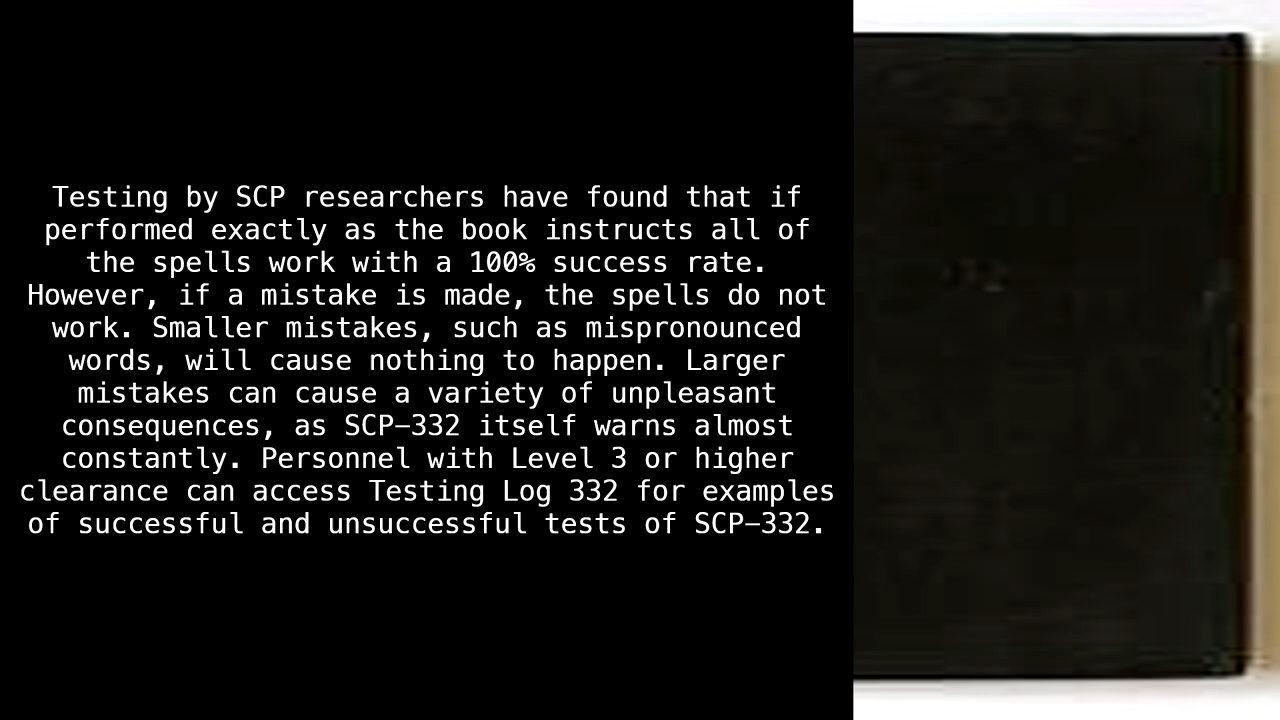 Testing by SCP researchers have found that if
performed exactly as the book instructs all of
the spells work with a 100% success rate.
However, if a mistake is made, the spells do not
work. Smaller mistakes, such as mispronounced
words, will cause nothing to happen. Larger
mistakes can cause a variety of unpleasant
consequences, as SCP–332 itself warns almost
constantly. Personnel with Level 3 or higher
clearance can access Testing Log 332 for examples
of successful and unsuccessful tests of SCP–332.